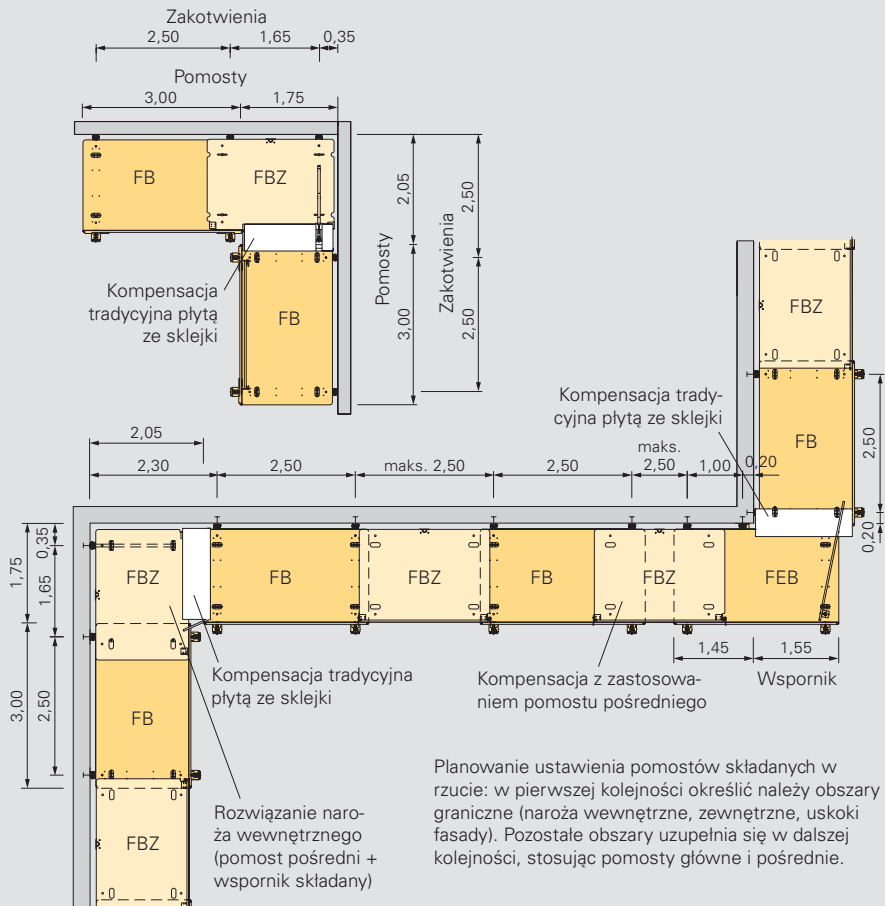 Zakotwienia
2,50 1,65 0,35
Pomosty
3,00 1,75
FB FBZ
2,05 2,50
Pomosty Zakotwienia
Kompensacja
tradycyjna płytą
ze sklejki
FB
3,00 2,50
FBZ
Kompensacja trady-
cyjna płytą ze sklejki
FB
2,50
0,20
2,05
2,30 2,50 maks. 2,50 2,50 maks.
2,50 1,00 0,20
1,75 0,35
1,65
FBZ FB FBZ FB FBZ FEB
1,45 1,55
Kompensacja tradycyjna
płytą ze sklejki
Kompensacja z zastosowa-
niem pomostu pośredniego
Wspornik
3,00 2,50
FB
FBZ
Rozwiązanie naro-
ża wewnętrznego
(pomost pośredni +
wspornik składany)
Planowanie ustawienia pomostów składanych w
rzucie: w pierwszej kolejności określić należy obszary
graniczne (naroża wewnętrzne, zewnętrzne, uskoki
fasady). Pozostałe obszary uzupełnia się w dalszej
kolejności, stosując pomosty główne i pośrednie.